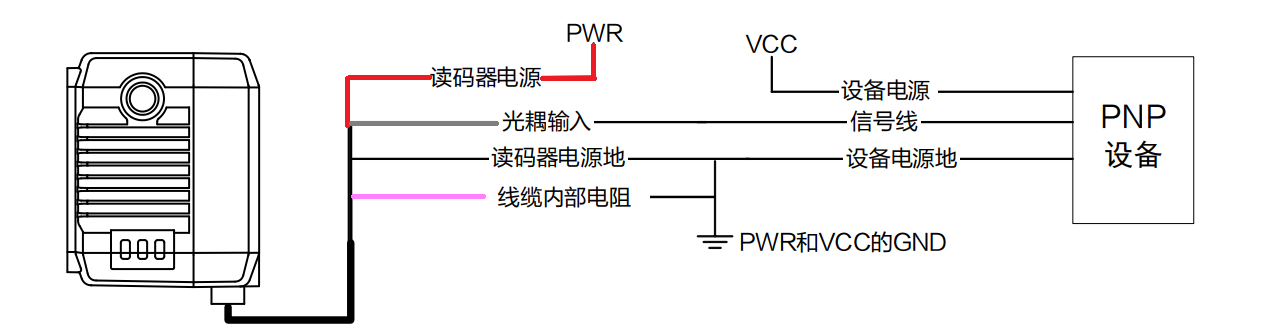 PWR
VCC
读码器电源
设备电源
光耦输入
信号线
PNP
设备
读码器电源地
设备电源地
线缆内部电阻
PWR和VCC的GND